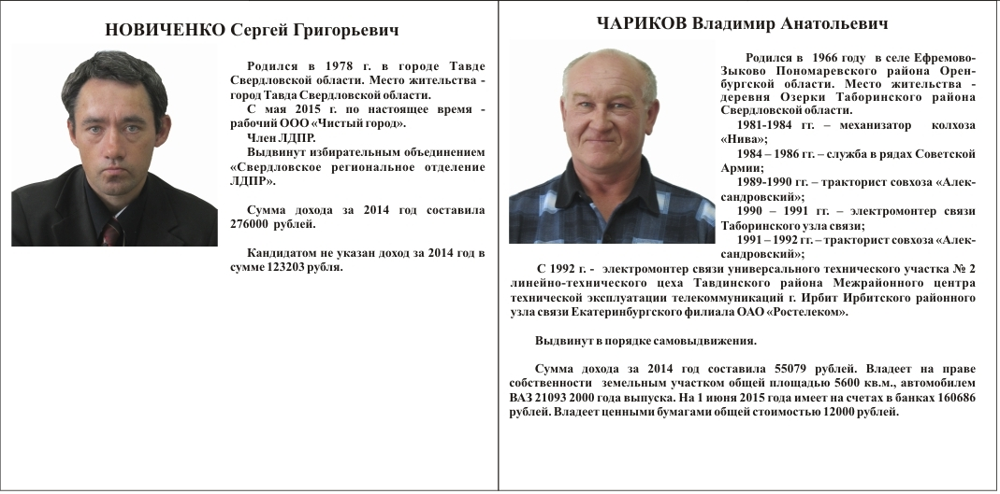 НОВИЧЕНКО Сергей Григорьевич
Родился в 1978 г. в городе Тавде
Свердловской области. Место жительства -
город Тавда Свердловской области.
С мая 2015 г. по настоящее время -
рабочий ООО «Чистый город».
Член ЛДПР.
Выдвинут избирательным объединением
«Свердловское региональное отделение
ЛДПР».
Сумма дохода за 2014 год составила
276000 рублей.
Кандидатом не указан доход за 2014 год в
сумме 123203 рубля.
ЧАРИКОВ Владимир Анатольевич
Родился в 1966 году в селе Ефремово-
Зыково Пономаревского района Орен-
бургской области. Место жительства -
деревня Озерки Таборинского района
Свердловской области.
1981-1984 гг. – механизатор колхоза
«Нива»;
1984 – 1986 гг. – служба в рядах Советской
Армии;
1989-1990 гг. – тракторист совхоза «Алек-
сандровский»;
1990 – 1991 гг. – электромонтер связи
Таборинского узла связи;
1991 – 1992 гг. – тракторист совхоза «Алек-
сандровский»;
С 1992 г. - электромонтер связи универсального технического участка № 2
линейно-технического цеха Тавдинского района Межрайонного центра
технической эксплуатации телекоммуникаций г. Ирбит Ирбитского районного
узла связи Екатеринбургского филиала ОАО «Ростелеком».
Выдвинут в порядке самовыдвижения.
Сумма дохода за 2014 год составила 55079 рублей. Владеет на праве
собственности земельным участком общей площадью 5600 кв.м., автомобилем
ВАЗ 21093 2000 года выпуска. На 1 июня 2015 года имеет на счетах в банках 160686
рублей. Владеет ценными бумагами общей стоимостью 12000 рублей.